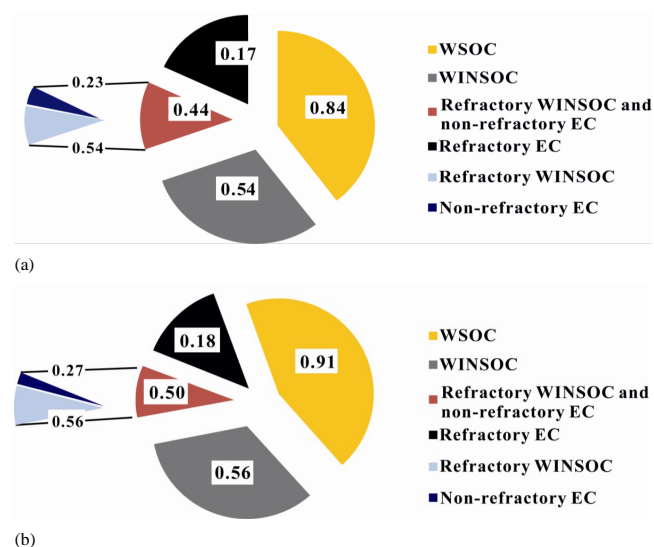 0.17
0.23
0.44
0.84
0.54
0.54
WSOC
WINSOC
Refractory WINSOC and
non-refractory EC
Refractory EC
Refractory WINSOC
Non-refractory EC
(a)
0.18
0.91
0.27
0.50
0.56
0.56
WSOC
WINSOC
Refractory WINSOC and
non-refractory EC
Refractory EC
Refractory WINSOC
Non-refractory EC
(b)